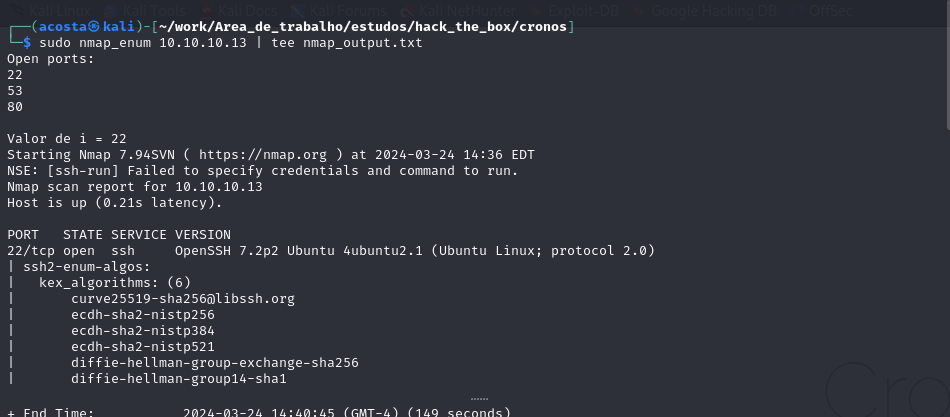 Kali Linux Kali Tools Kali Docs Kali Forums Kali NetHunter Exploit-DB Google Hacking DB OffSec
┌──(acosta㉿kali)-[~/work/Area_de_trabalho/estudos/hack_the_box/cronos]
└─$ sudo nmap_enum 10.10.10.13 | tee nmap_output.txt
Open ports:
22
53
80
Valor de i = 22
Starting Nmap 7.94SVN ( https://nmap.org ) at 2024-03-24 14:36 EDT
NSE: [ssh-run] Failed to specify credentials and command to run.
Nmap scan report for 10.10.10.13
Host is up (0.21s latency).
PORT   STATE SERVICE VERSION
22/tcp open  ssh     OpenSSH 7.2p2 Ubuntu 4ubuntu2.1 (Ubuntu Linux; protocol 2.0)
| ssh2-enum-algos:
|   kex_algorithms: (6)
|       curve25519-sha256@libssh.org
|       ecdh-sha2-nistp256
|       ecdh-sha2-nistp384
|       ecdh-sha2-nistp521
|       diffie-hellman-group-exchange-sha256
|       diffie-hellman-group14-sha1
......
+ End Time:           2024-03-24 14:40:45 (GMT-4) (149 seconds)